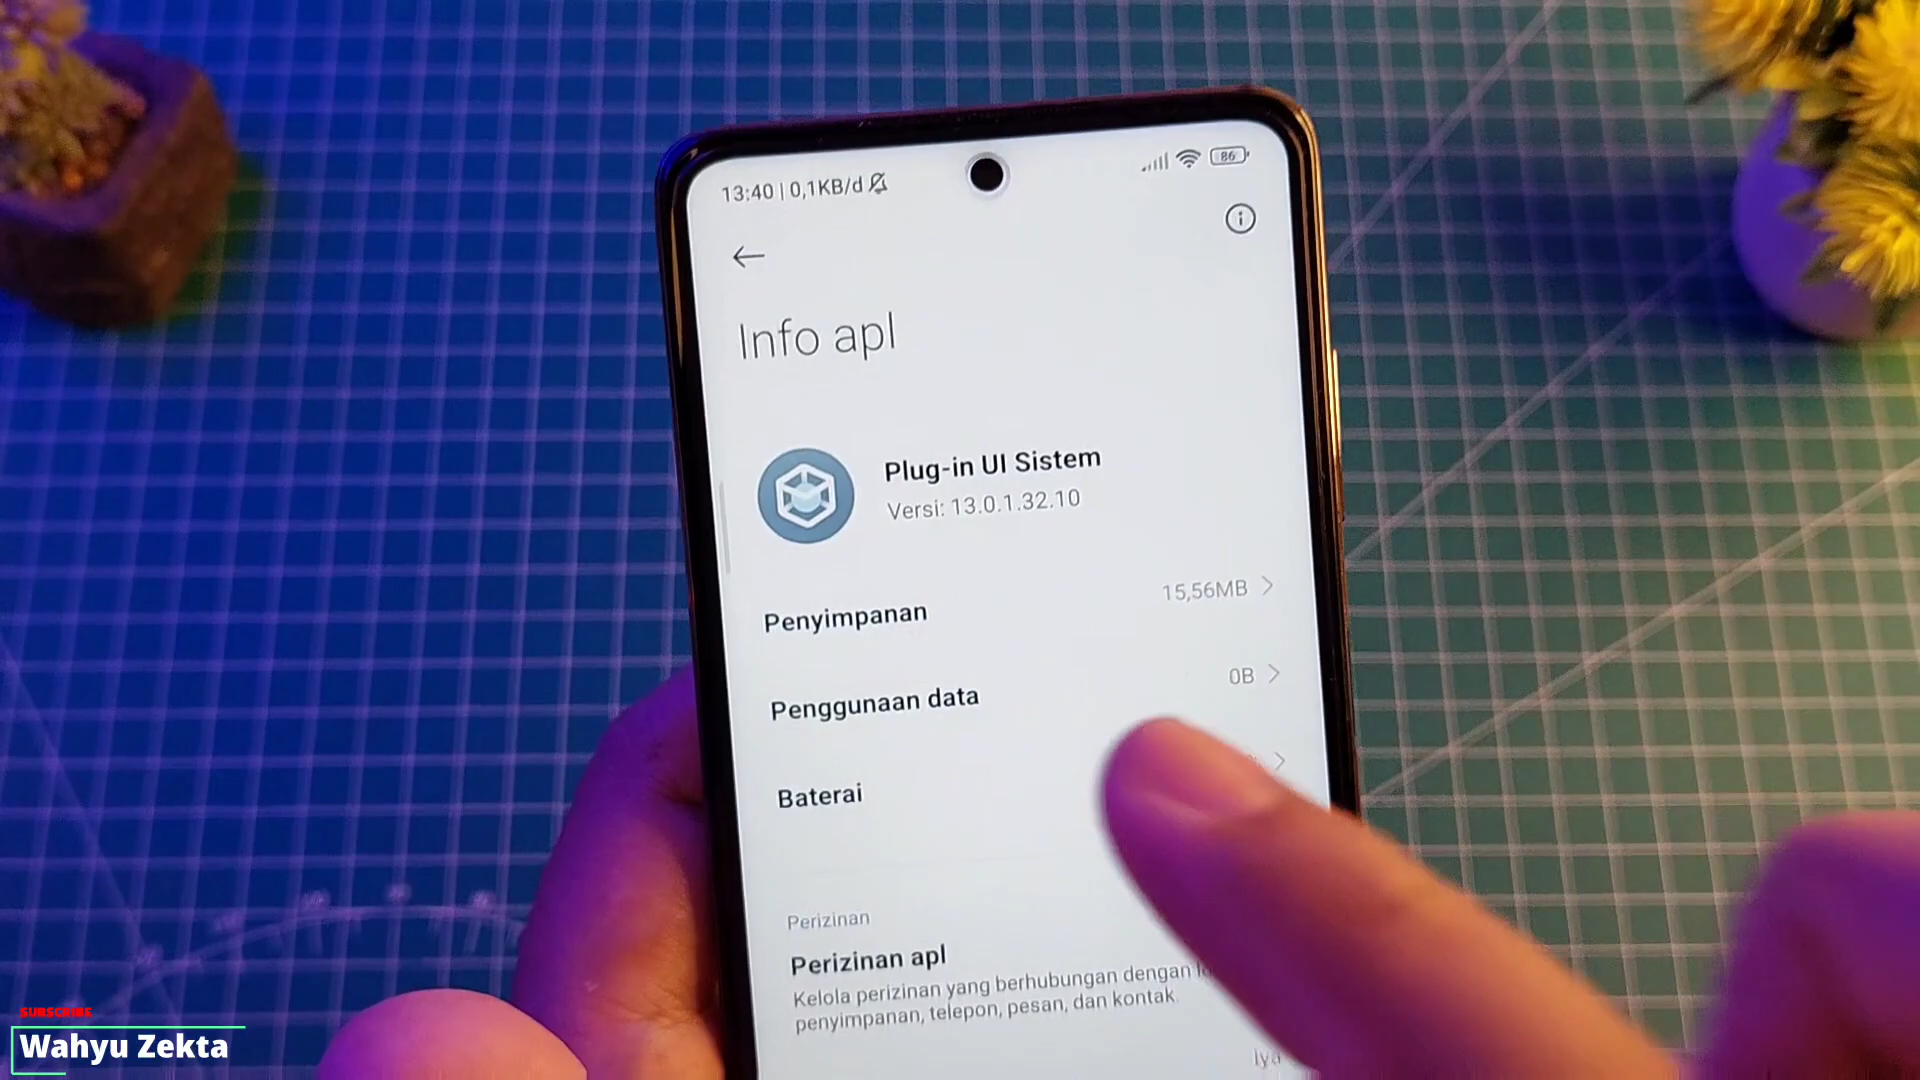 13:40 | 0,1KB/d
86
Info apl
Plug-in UI Sistem
Versi: 13.0.1.32.10
Penyimpanan
15,56MB
Penggunaan data
0B
Baterai
Perizinan
Perizinan apl
Kelola perizinan yang berhubungan dengan
penyimpanan, telepon, pesan, dan kontak.
Iya
SUBSCRIBE
Wahyu Zekta